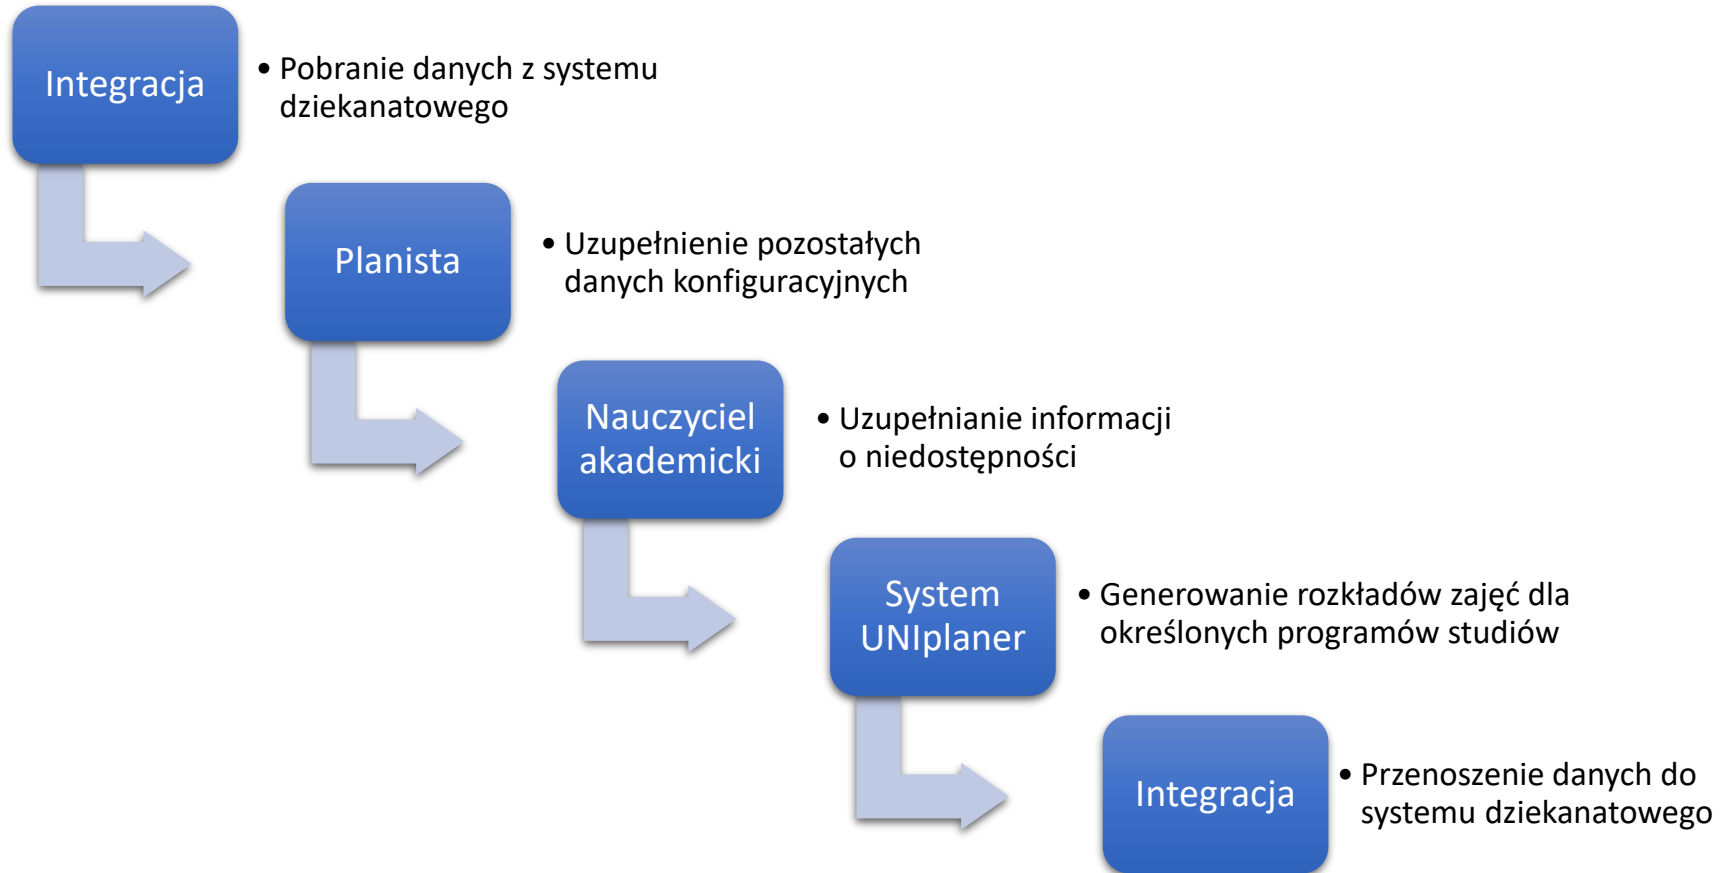 Integracja
• Pobranie danych z systemu
dziekanatowego
Planista
• Uzupełnienie pozostałych
danych konfiguracyjnych
Nauczyciel
akademicki
• Uzupełnianie informacji
o niedostępności
System
UNIplaner
• Generowanie rozkładów zajęć dla
określonych programów studiów
Integracja
• Przenoszenie danych do
systemu dziekanatowego